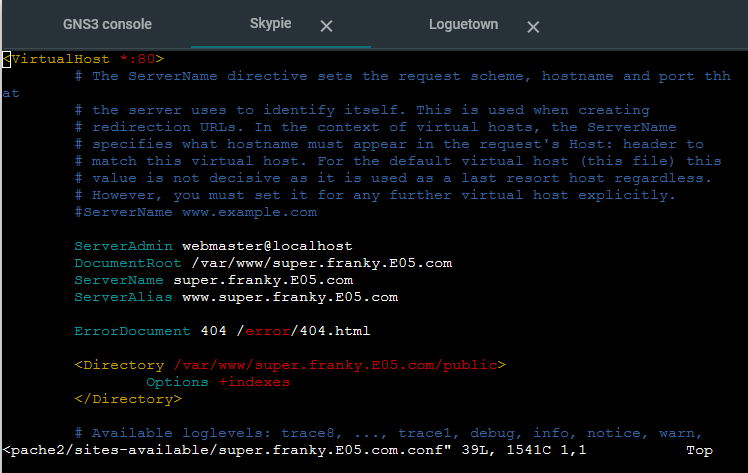 GNS3 console Skypie × Loguetown ×
<VirtualHost *:80>
# The ServerName directive sets the request scheme, hostname and port thh
at
# the server uses to identify itself. This is used when creating
# redirection URLs. In the context of virtual hosts, the ServerName
# specifies what hostname must appear in the request's Host: header to
# match this virtual host. For the default virtual host (this file) this
# value is not decisive as it is used as a last resort host regardless.
# However, you must set it for any further virtual host explicitly.
#ServerName www.example.com
ServerAdmin webmaster@localhost
DocumentRoot /var/www/super.franky.E05.com
ServerName super.franky.E05.com
ServerAlias www.super.franky.E05.com
ErrorDocument 404 /error/404.html
<Directory /var/www/super.franky.E05.com/public>
Options +indexes
</Directory>
# Available loglevels: trace8, ..., trace1, debug, info, notice, warn,
<pache2/sites-available/super.franky.E05.com.conf" 39L, 1541C 1,1 Top